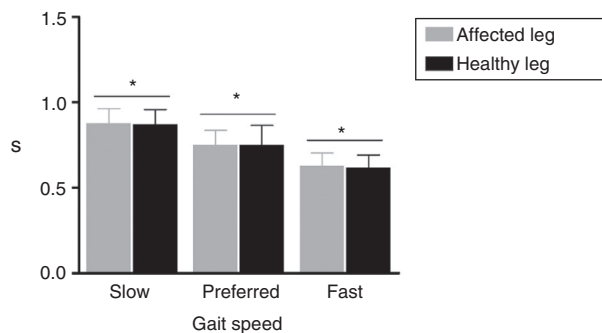 1.5
Affected leg
Healthy leg
*
*
*
1.0
s
0.5
0.0
Slow Preferred Fast
Gait speed